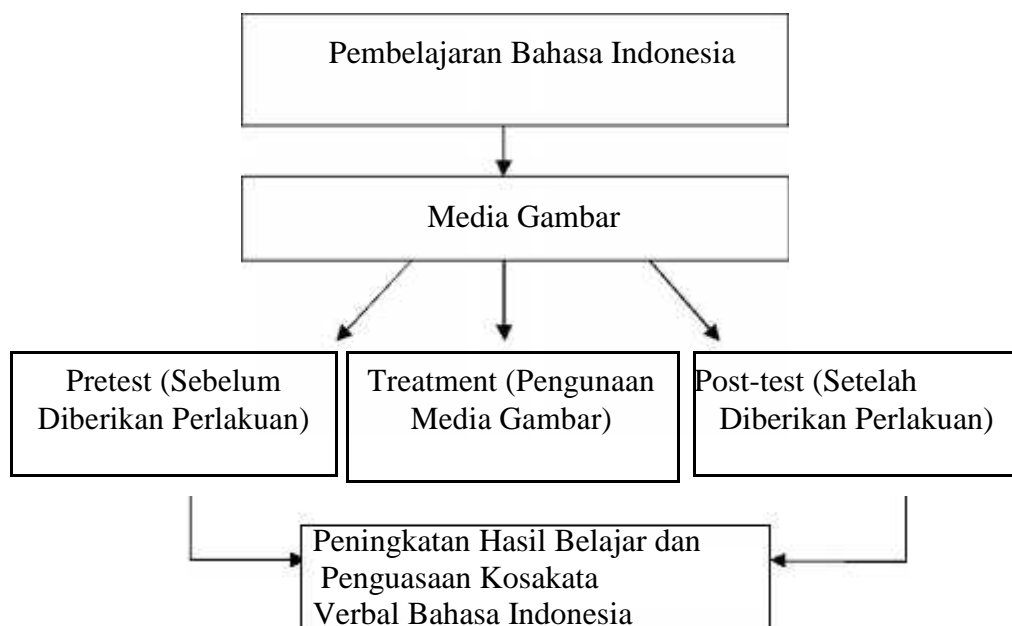 Pembelajaran Bahasa Indonesia
Media Gambar
Pretest (Sebelum
Diberikan Perlakuan)
Treatment (Pengunaan
Media Gambar)
Post-test (Setelah
Diberikan Perlakuan)
Peningkatan Hasil Belajar dan
Penguasaan Kosakata
Verbal Bahasa Indonesia